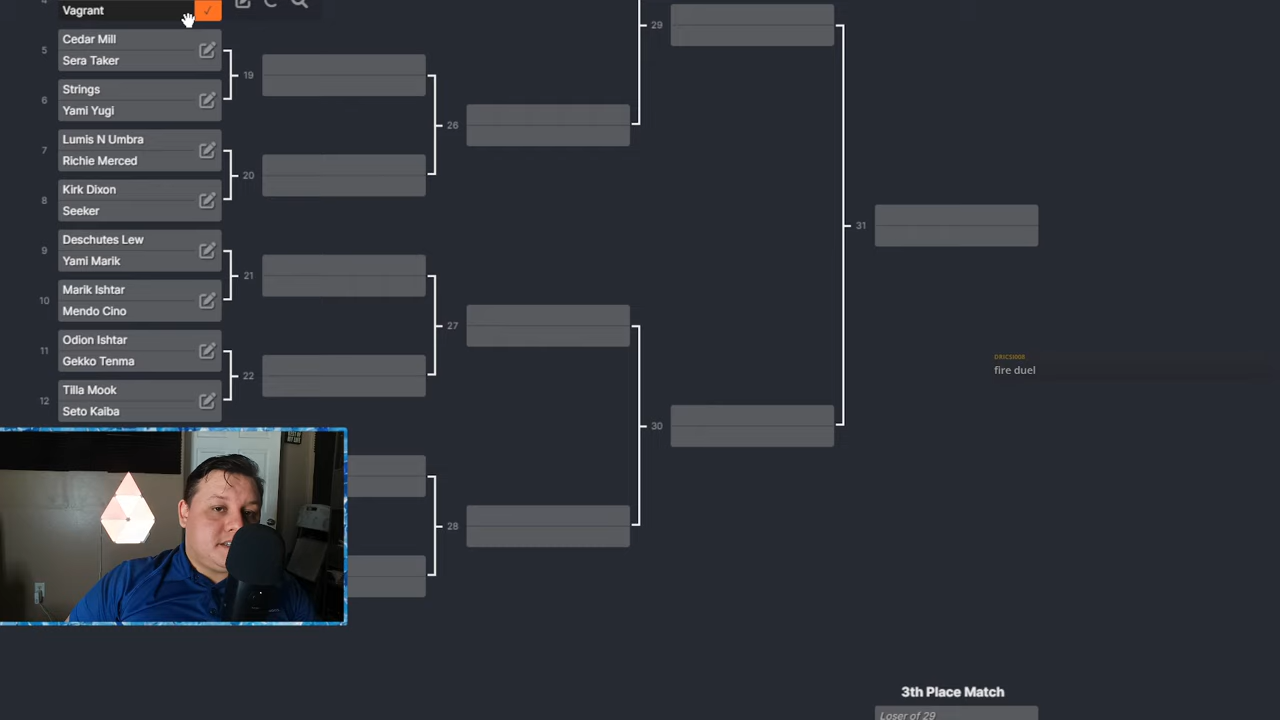 4
Vagrant
5
Cedar Mill
Sera Taker
6
Strings
Yami Yugi
7
Lumis N Umbra
Richie Merced
8
Kirk Dixon
Seeker
9
Deschutes Lew
Yami Marik
10
Marik Ishtar
Mendo Cino
11
Odion Ishtar
Gekko Tenma
12
Tilla Mook
Seto Kaiba
19
20
21
22
26
27
28
29
30
31
DRICSI008
fire duel
3th Place Match
Loser of 29